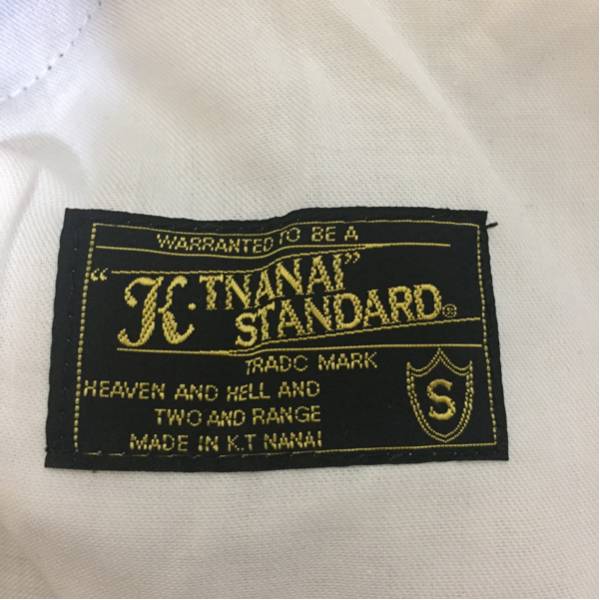 WARRANTED TO BE A
"K·TNANAI"
STANDARD®
TRADC MARK
HEAVEN AND HELL AND
TWO AND RANGE
MADE IN K.T NANAI
S